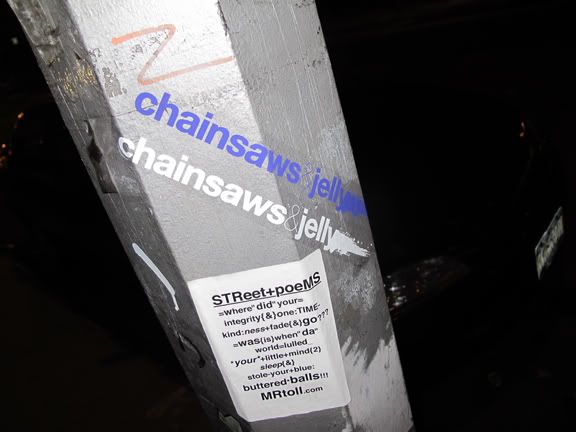 chainsaws&jelly
chainsaws&jelly
STReet+poeMS
=where"did"your=
integrity{&}one:TIME-
kind:ness+fade{&}go???
=was{is}when"da"
world=lulled_
"your"+little+mind{2}
sleep{&}
stole-your+blue:
buttered-balls!!!
MRtoll.com